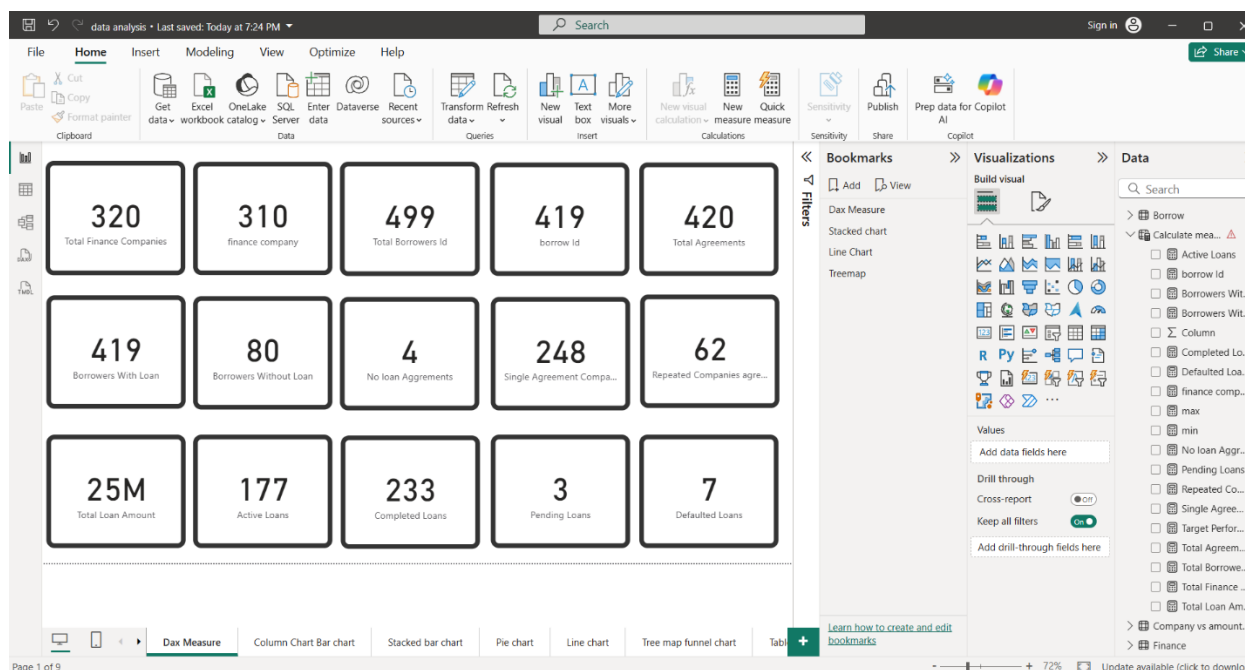 data analysis • Last saved: Today at 7:24 PM
Search
Sign in
File Home Insert Modeling View Optimize Help
Share
Paste
Cut
Copy
Format painter
Clipboard
Get data
Excel workbook
OneLake catalog
SQL Server
Enter data
Dataverse
Recent sources
Data
Transform data
Refresh
Queries
New visual
Text box
More visuals
Insert
New visual calculation
New measure
Quick measure
Calculations
Sensitivity
Sensitivity
Publish
Share
Prep data for AI
Copilot
Copilot
320
Total Finance Companies
310
finance company
499
Total Borrowers Id
419
borrow Id
420
Total Agreements
419
Borrowers With Loan
80
Borrowers Without Loan
4
No loan Aggrements
248
Single Agreement Compa...
62
Repeated Companies agre...
25M
Total Loan Amount
177
Active Loans
233
Completed Loans
3
Pending Loans
7
Defaulted Loans
Filters
Bookmarks
Add View
Dax Measure
Stacked chart
Line Chart
Treemap
Learn how to create and edit
bookmarks
Visualizations
Build visual
123
R Py
Values
Add data fields here
Drill through
Cross-report Off
Keep all filters On
Add drill-through fields here
Data
Search
Borrow
Calculate mea...
Active Loans
borrow Id
Borrowers Wit...
Borrowers Wit...
Column
Completed Lo...
Defaulted Loa...
finance comp...
max
min
No loan Aggr...
Pending Loans
Repeated Co...
Single Agree...
Target Perfor...
Total Agreem...
Total Borrowe...
Total Finance ...
Total Loan Am...
Company vs amount...
Finance
Dax Measure Column Chart Bar chart Stacked bar chart Pie chart Line chart Tree map funnel chart
Page 1 of 9
72%
Update available (click to downlo